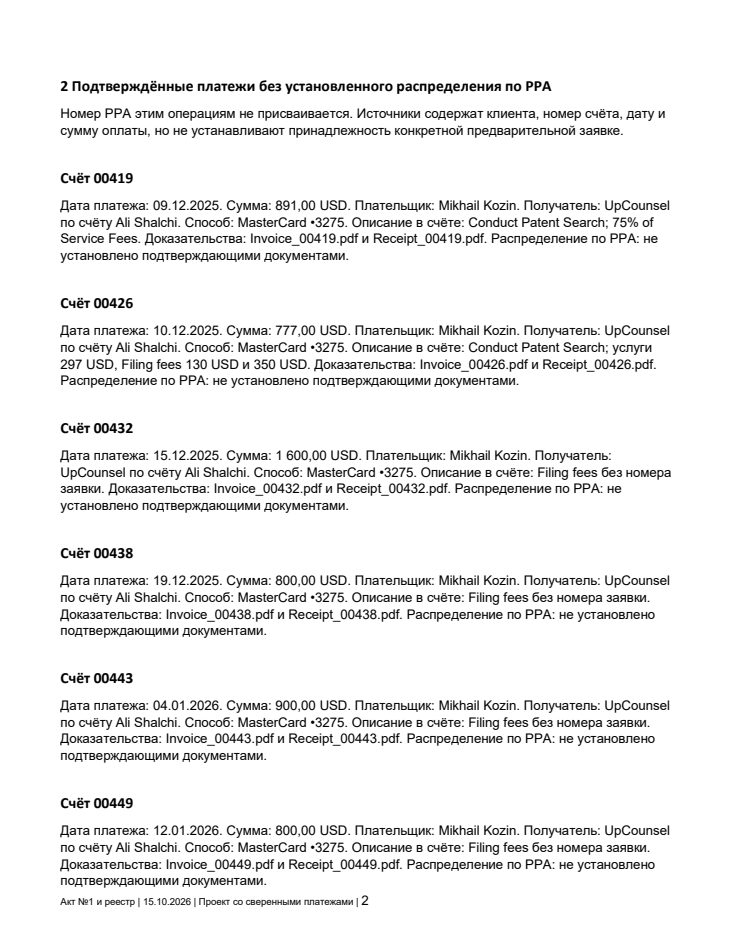 2 Подтверждённые платежи без установленного распределения по PPA
Номер PPA этим операциям не присваивается. Источники содержат клиента, номер счёта, дату и
сумму оплаты, но не устанавливают принадлежность конкретной предварительной заявке.
Счёт 00419
Дата платежа: 09.12.2025. Сумма: 891,00 USD. Плательщик: Mikhail Kozin. Получатель: UpCounsel
по счёту Ali Shalchi. Способ: MasterCard •3275. Описание в счёте: Conduct Patent Search; 75% of
Service Fees. Доказательства: Invoice_00419.pdf и Receipt_00419.pdf. Распределение по PPA: не
установлено подтверждающими документами.
Счёт 00426
Дата платежа: 10.12.2025. Сумма: 777,00 USD. Плательщик: Mikhail Kozin. Получатель: UpCounsel
по счёту Ali Shalchi. Способ: MasterCard •3275. Описание в счёте: Conduct Patent Search; услуги
297 USD, Filing fees 130 USD и 350 USD. Доказательства: Invoice_00426.pdf и Receipt_00426.pdf.
Распределение по PPA: не установлено подтверждающими документами.
Счёт 00432
Дата платежа: 15.12.2025. Сумма: 1 600,00 USD. Плательщик: Mikhail Kozin. Получатель:
UpCounsel по счёту Ali Shalchi. Способ: MasterCard •3275. Описание в счёте: Filing fees без номера
заявки. Доказательства: Invoice_00432.pdf и Receipt_00432.pdf. Распределение по PPA: не
установлено подтверждающими документами.
Счёт 00438
Дата платежа: 19.12.2025. Сумма: 800,00 USD. Плательщик: Mikhail Kozin. Получатель: UpCounsel
по счёту Ali Shalchi. Способ: MasterCard •3275. Описание в счёте: Filing fees без номера заявки.
Доказательства: Invoice_00438.pdf и Receipt_00438.pdf. Распределение по PPA: не установлено
подтверждающими документами.
Счёт 00443
Дата платежа: 04.01.2026. Сумма: 900,00 USD. Плательщик: Mikhail Kozin. Получатель: UpCounsel
по счёту Ali Shalchi. Способ: MasterCard •3275. Описание в счёте: Filing fees без номера заявки.
Доказательства: Invoice_00443.pdf и Receipt_00443.pdf. Распределение по PPA: не установлено
подтверждающими документами.
Счёт 00449
Дата платежа: 12.01.2026. Сумма: 800,00 USD. Плательщик: Mikhail Kozin. Получатель: UpCounsel
по счёту Ali Shalchi. Способ: MasterCard •3275. Описание в счёте: Filing fees без номера заявки.
Доказательства: Invoice_00449.pdf и Receipt_00449.pdf. Распределение по PPA: не установлено
подтверждающими документами.
Акт №1 и реестр | 15.10.2026 | Проект со сверенными платежами | 2